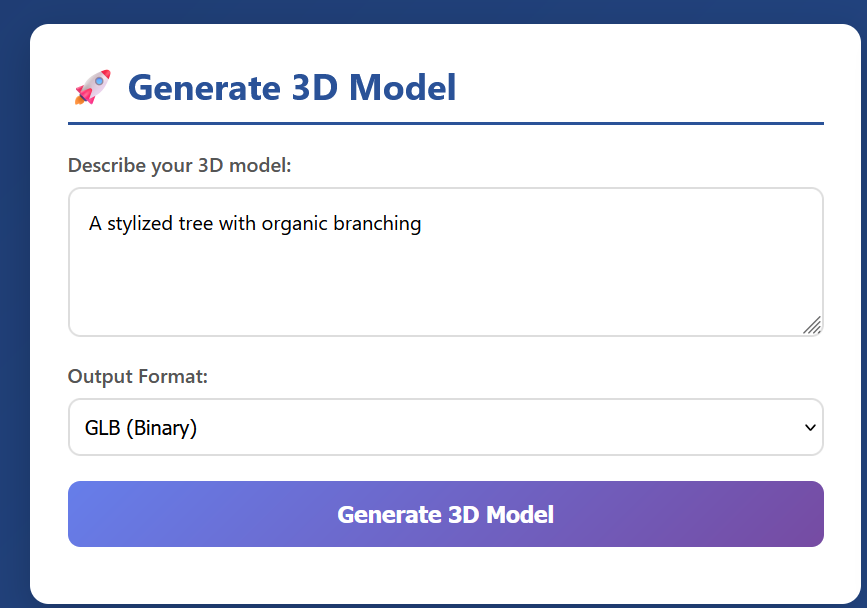 Generate 3D Model
Describe your 3D model:
A stylized tree with organic branching
Output Format:
GLB (Binary)
Generate 3D Model